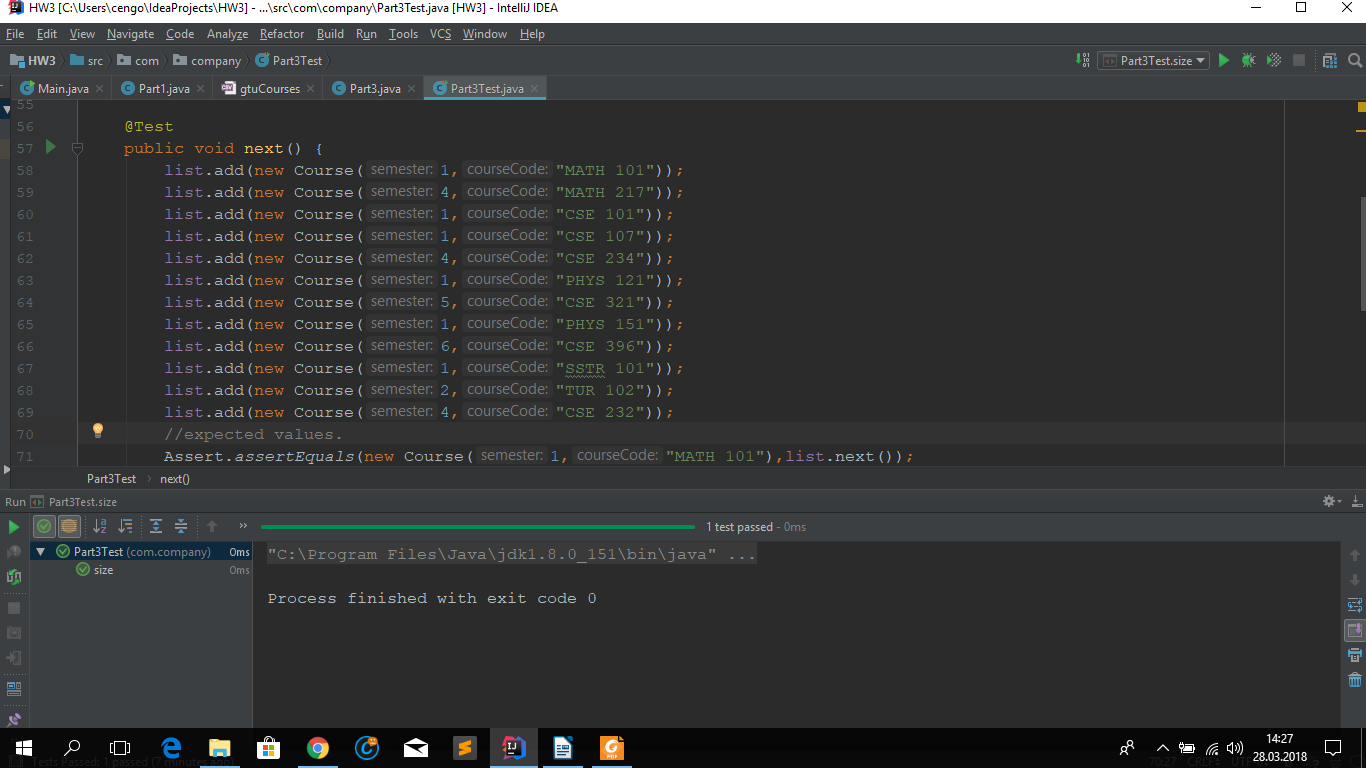 HW3 [C:\Users\cengo\IdeaProjects\HW3] - ...\src\com\company\Part3Test.java [HW3] - IntelliJ IDEA
File Edit View Navigate Code Analyze Refactor Build Run Tools VCS Window Help
HW3 src com company Part3Test Part3Test.size
Main.java Part1.java gtuCourses Part3.java Part3Test.java
55
56 @Test
57 public void next() {
58 list.add(new Course( semester: 1, courseCode: "MATH 101"));
59 list.add(new Course( semester: 4, courseCode: "MATH 217"));
60 list.add(new Course( semester: 1, courseCode: "CSE 101"));
61 list.add(new Course( semester: 1, courseCode: "CSE 107"));
62 list.add(new Course( semester: 4, courseCode: "CSE 234"));
63 list.add(new Course( semester: 1, courseCode: "PHYS 121"));
64 list.add(new Course( semester: 5, courseCode: "CSE 321"));
65 list.add(new Course( semester: 1, courseCode: "PHYS 151"));
66 list.add(new Course( semester: 6, courseCode: "CSE 396"));
67 list.add(new Course( semester: 1, courseCode: "SSTR 101"));
68 list.add(new Course( semester: 2, courseCode: "TUR 102"));
69 list.add(new Course( semester: 4, courseCode: "CSE 232"));
70 //expected values.
71 Assert.assertEquals(new Course( semester: 1, courseCode: "MATH 101"),list.next());
Part3Test next()
Run Part3Test.size
1 test passed - 0ms
Part3Test (com.company) 0ms
size 0ms
"C:\Program Files\Java\jdk1.8.0_151\bin\java" ...
Process finished with exit code 0
14:27
28.03.2018
Tests Passed: 1 passed (7 minutes ago) 70:27 CRLF